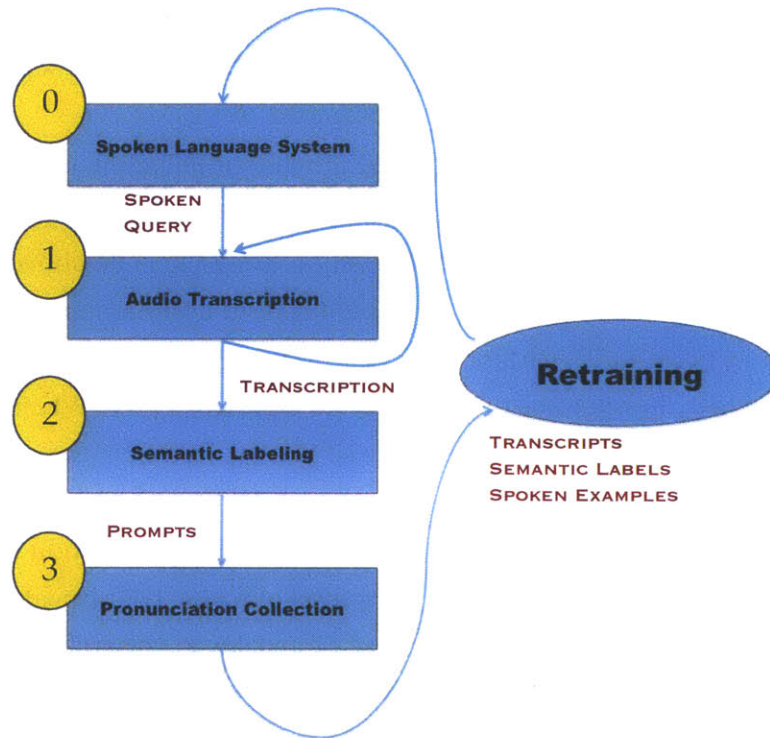 0
Spoken Language System
SPOKEN
QUERY
1
Audio Transcription
TRANSCRIPTION
2
Semantic Labeling
PROMPTS
3
Pronunciation Collection
Retraining
TRANSCRIPTS
SEMANTIC LABELS
SPOKEN EXAMPLES